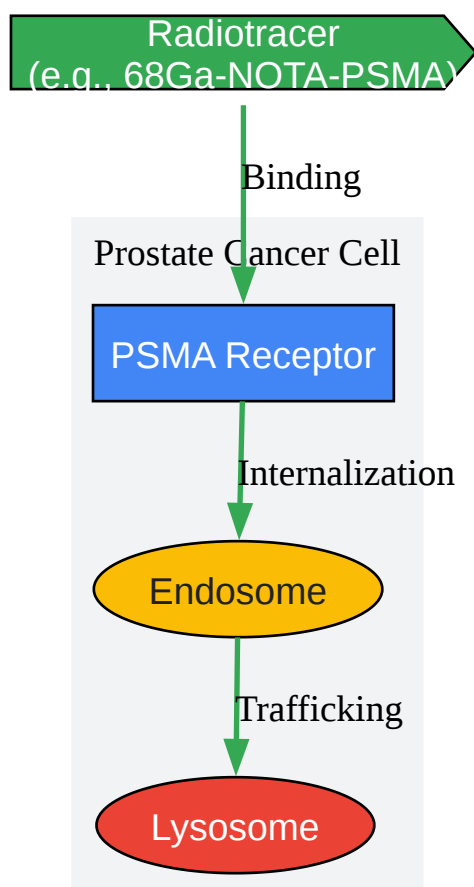 Radiotracer
(e.g., 68Ga-NOTA-PSMA)
Binding
Prostate Cancer Cell
PSMA Receptor
Internalization
Endosome
Trafficking
Lysosome